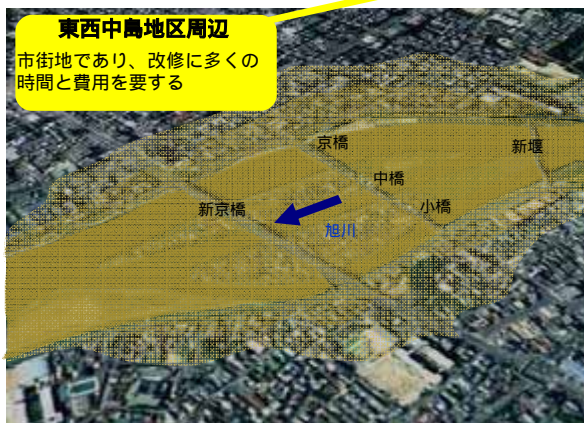 東西中島地区周辺
市街地であり、改修に多くの
時間と費用を要する
京橋
新堰
中橋
新京橋
小橋
旭川